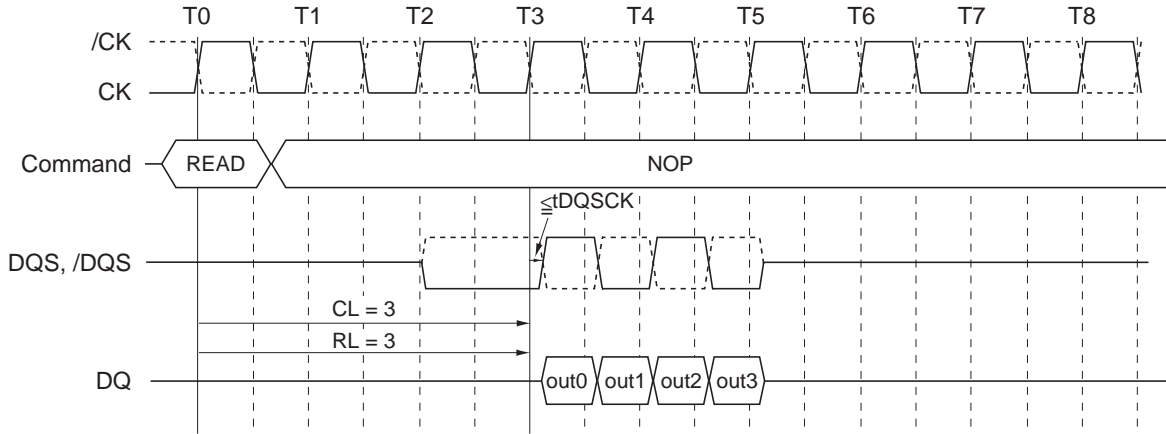 T0 T1 T2 T3 T4 T5 T6 T7 T8
/CK
CK
Command READ NOP
≦tDQSCK
DQS, /DQS
CL = 3
RL = 3
DQ out0 out1 out2 out3